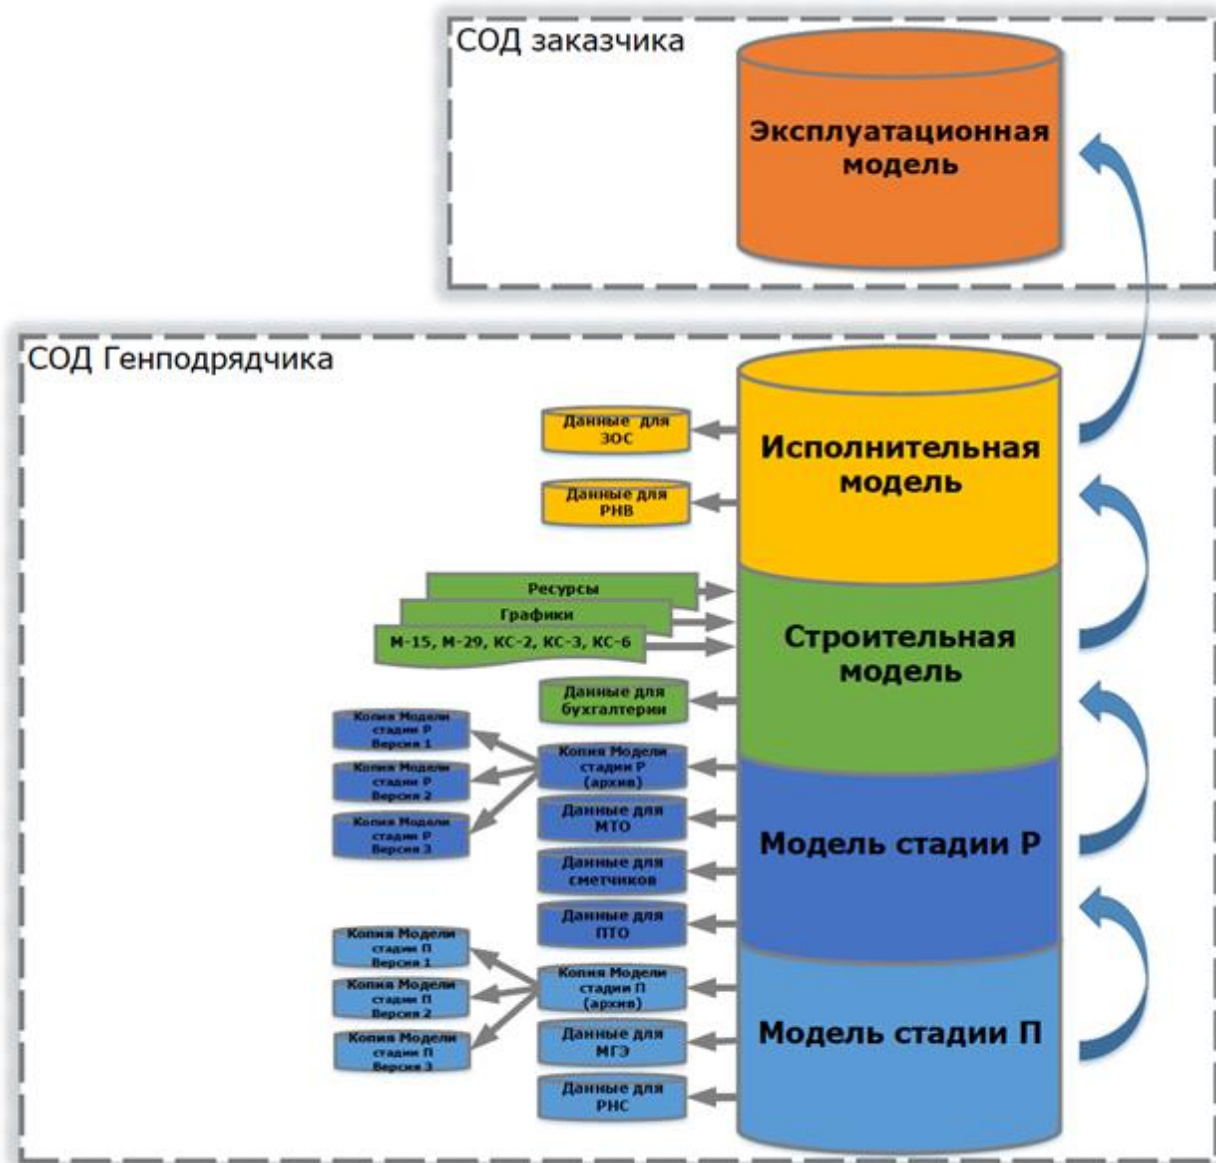 СОД заказчика
Эксплуатационная
модель
СОД Генподрядчика
Исполнительная
модель
Данные для
ЗОС
Данные для
РНВ
Ресурсы
Графики
М-15, М-29, КС-2, КС-3, КС-6
Строительная
модель
Данные для
бухгалтерии
Копия Модели
стадии Р
Версия 1
Копия Модели
стадии Р
Версия 2
Копия Модели
стадии Р
Версия 3
Копия Модели
стадии Р
(архив)
Данные для
МТО
Данные для
сметчиков
Данные для
ПТО
Модель стадии Р
Копия Модели
стадии П
Версия 1
Копия Модели
стадии П
Версия 2
Копия Модели
стадии П
Версия 3
Копия Модели
стадии П
(архив)
Данные для
МГЭ
Данные для
РНС
Модель стадии П